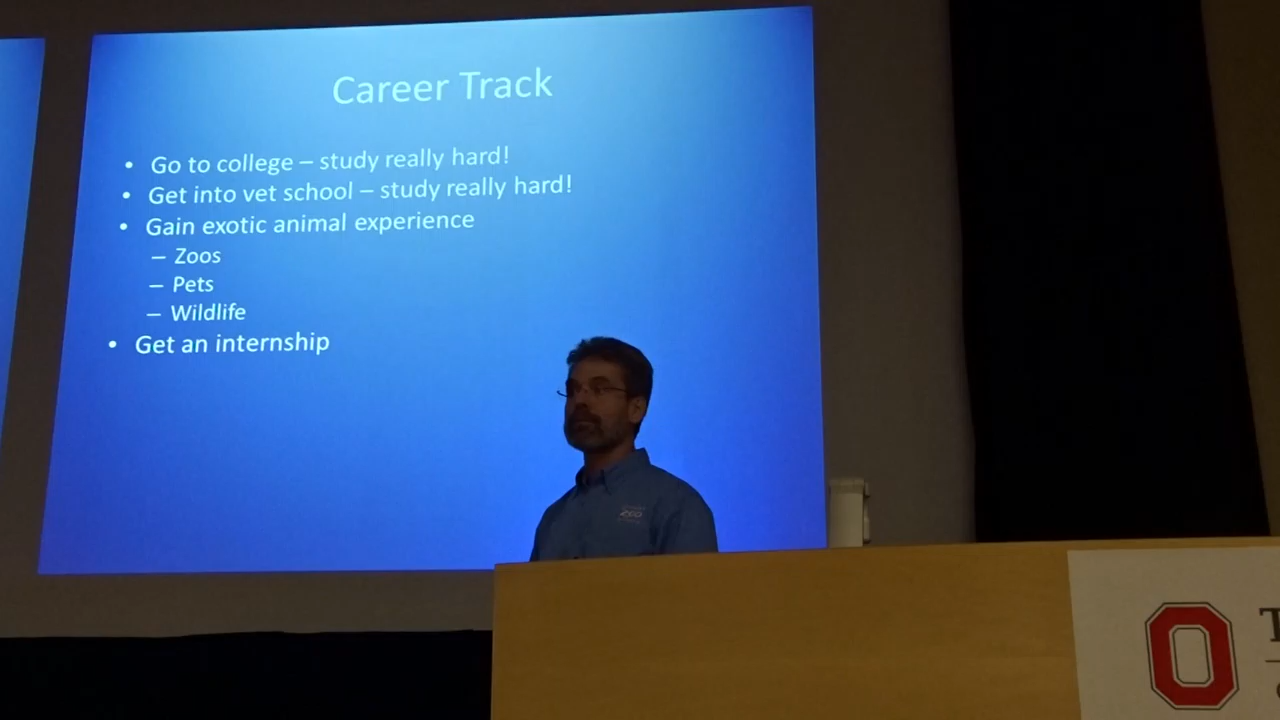 Career Track
• Go to college – study really hard!
• Get into vet school – study really hard!
• Gain exotic animal experience
– Zoos
– Pets
– Wildlife
• Get an internship
ZOO
O
T